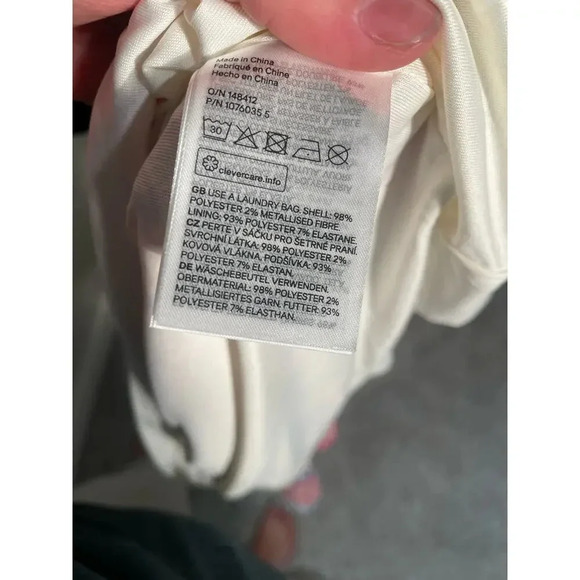 Made in China
Fabriqué en Chine
Hecho en China
O/N 148412
P/N 1076035 5
30
clevercare.info
GB USE A LAUNDRY BAG. SHELL: 98%
POLYESTER 2% METALLISED FIBRE.
LINING: 93% POLYESTER 7% ELASTANE.
CZ PERTE V SÁČKU PRO ŠETRNÉ PRANÍ.
SVRCHNÍ LÁTKA: 98% POLYESTER 2%
KOVOVÁ VLÁKNA. PODŠÍVKA: 93%
POLYESTER 7% ELASTAN.
DE WÄSCHEBEUTEL VERWENDEN.
OBERMATERIAL: 98% POLYESTER 2%
METALLISIERTES GARN. FUTTER: 93%
POLYESTER 7% ELASTHAN.